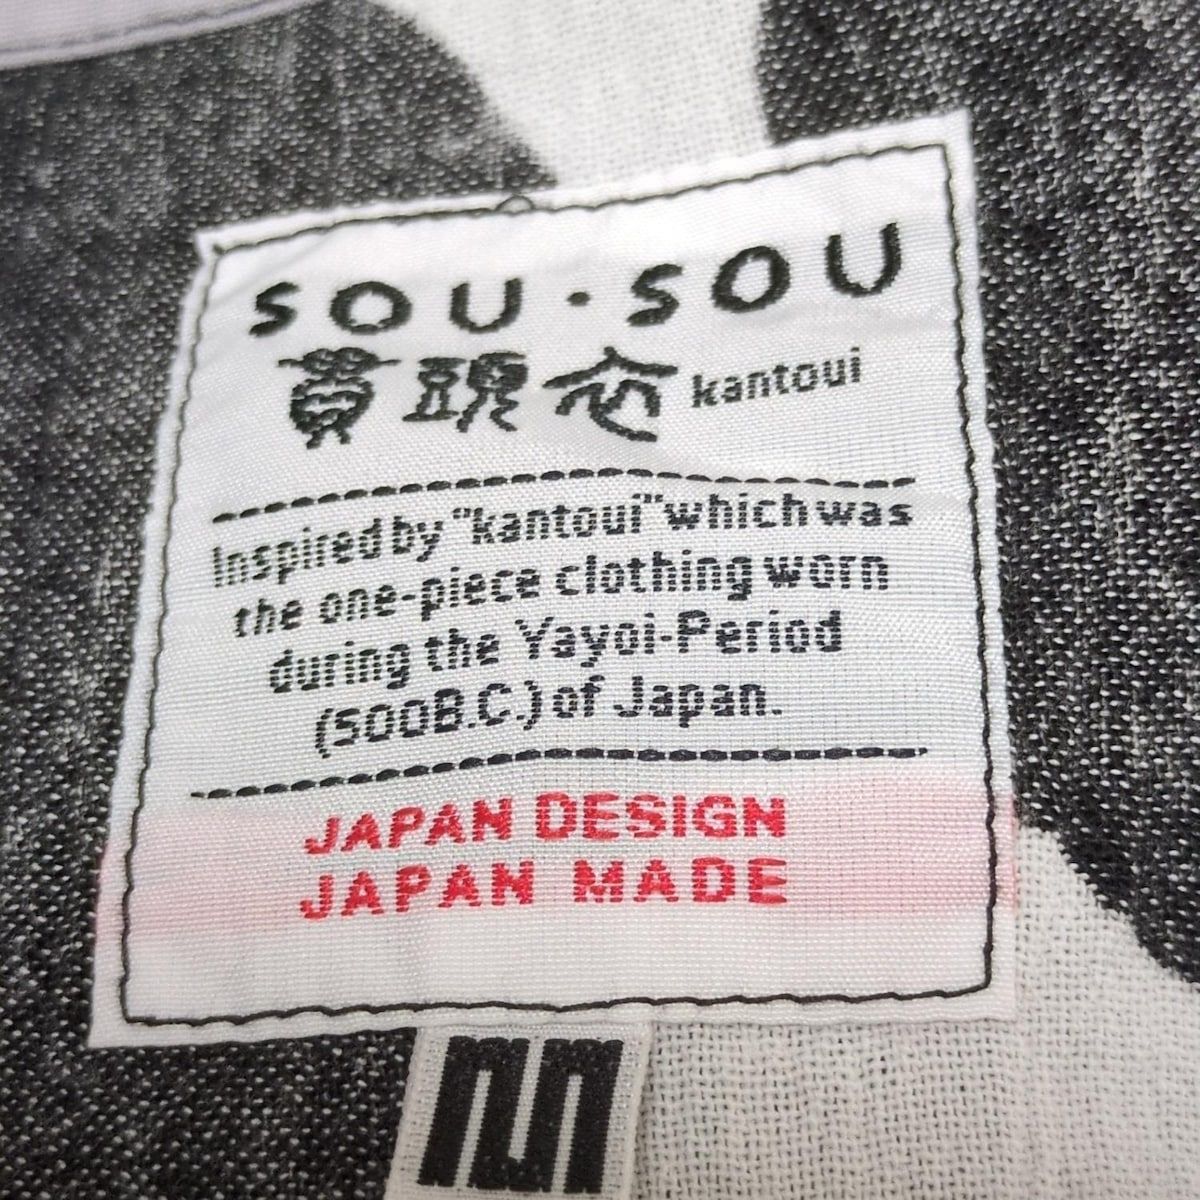 SOU・SOU
貫頭衣 kantoui
Inspired by "kantoui" which was
the one-piece clothing worn
during the Yayoi-Period
(500B.C.) of Japan.
JAPAN DESIGN
JAPAN MADE
M